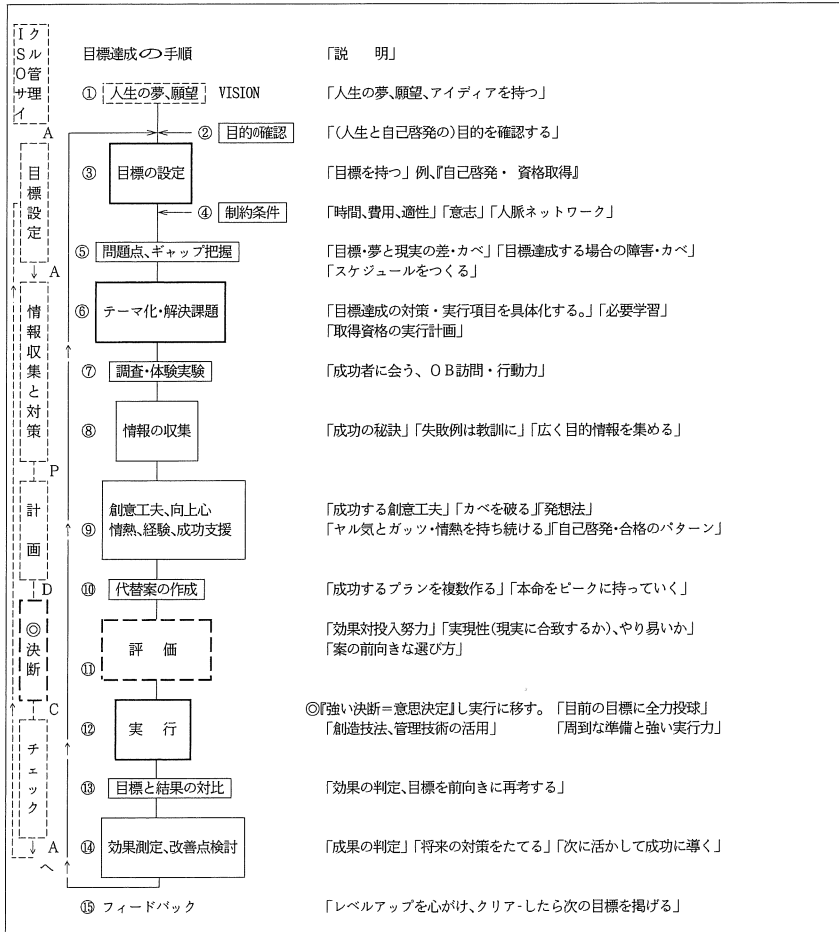 ISOサイ
クル管理
目標達成の手順 「説　明」
① 人生の夢、願望 VISION 「人生の夢、願望、アイディアを持つ」
A
② 目的の確認 「(人生と自己啓発の)目的を確認する」
目標設定
③ 目標の設定 「目標を持つ」例、『自己啓発・ 資格取得』
④ 制約条件 「時間、費用、適性」「意志」「人脈ネットワーク」
⑤ 問題点、ギャップ把握 「目標・夢と現実の差・カベ」「目標達成する場合の障害・カベ」
「スケジュールをつくる」
A
情報収集と対策
⑥ テーマ化・解決課題 「目標達成の対策・実行項目を具体化する。」「必要学習」
「取得資格の実行計画」
⑦ 調査・体験実験 「成功者に会う、OB訪問・行動力」
⑧ 情報の収集 「成功の秘訣」「失敗例は教訓に」「広く目的情報を集める」
P
計画
創意工夫、向上心 「成功する創意工夫」「カベを破る」「発想法」
⑨ 情熱、経験、成功支援 「ヤル気とガッツ・情熱を持ち続ける」「自己啓発・合格のパターン」
⑩ 代替案の作成 「成功するプランを複数作る」「本命をピークに持っていく」
D
◎決断
⑪ 評　価 「効果対投入努力」「実現性(現実に合致するか)、やり易いか」
「案の前向きな選び方」
C
チェック
⑫ 実　行 ◎『強い決断=意思決定』し実行に移す。 「目前の目標に全力投球」
「創造技法、管理技術の活用」 「周到な準備と強い実行力」
⑬ 目標と結果の対比 「効果の判定、目標を前向きに再考する」
⑭ 効果測定、改善点検討 「成果の判定」「将来の対策をたてる」「次に活かして成功に導く」
A
へ
⑮ フィードバック 「レベルアップを心がけ、クリア-したら次の目標を掲げる」